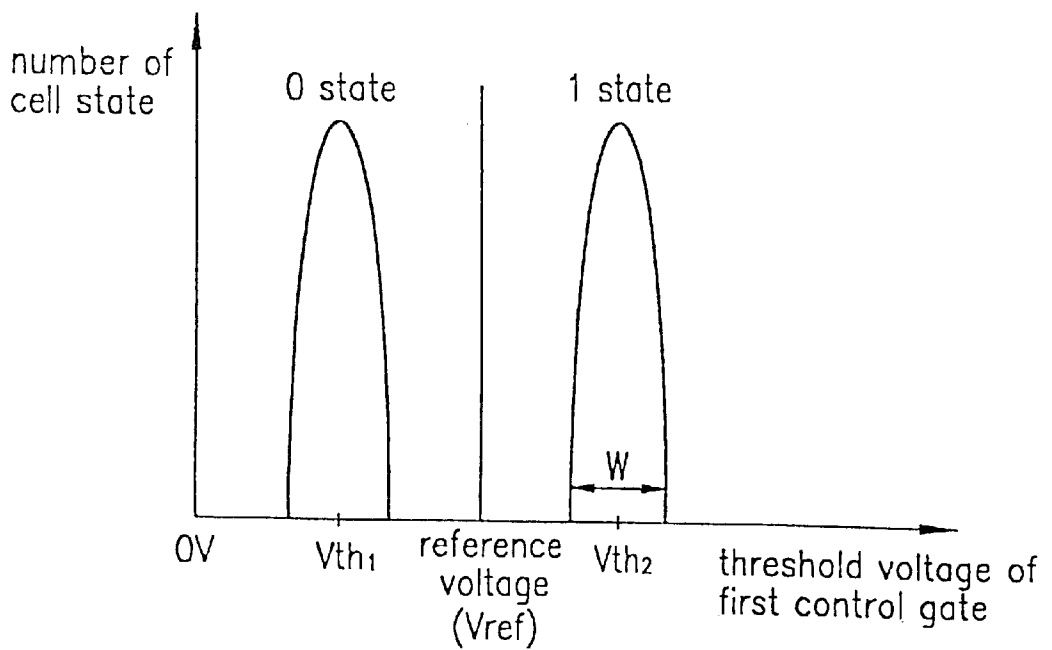 number of
cell state
0 state
1 state
W
0V
Vth1
reference
voltage
(Vref)
Vth2
threshold voltage of
first control gate